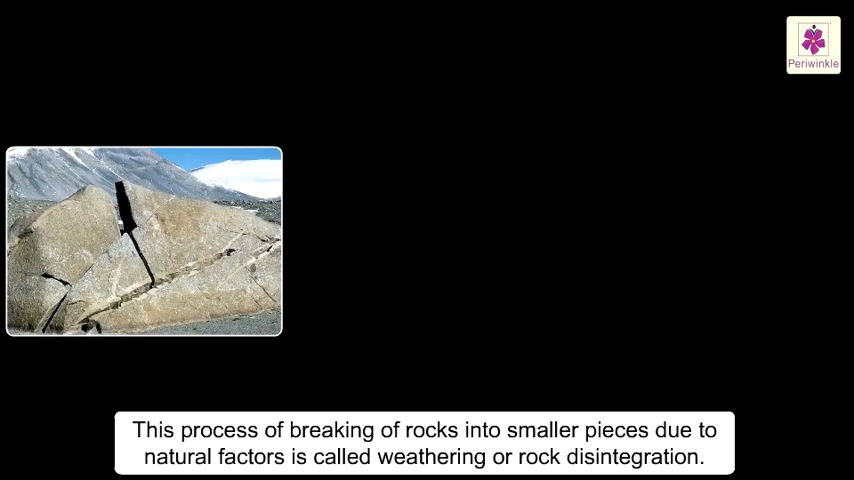 Periwinkle
This process of breaking of rocks into smaller pieces due to
natural factors is called weathering or rock disintegration.